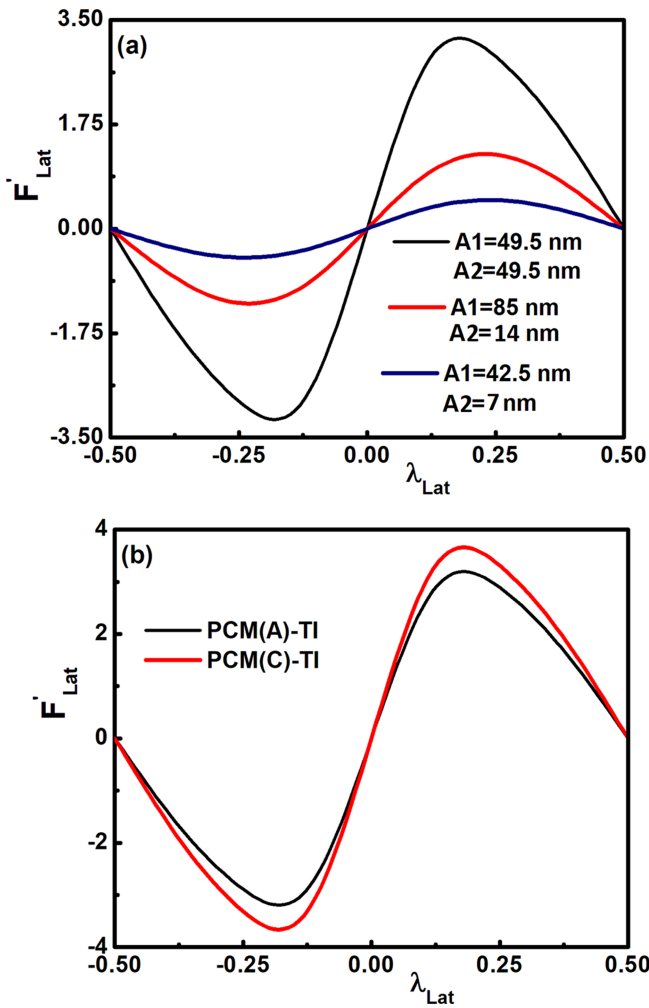 (a)
3.50
1.75
0.00
-1.75
-3.50
F'Lat
A1=49.5 nm
A2=49.5 nm
A1=85 nm
A2=14 nm
A1=42.5 nm
A2=7 nm
-0.50 -0.25 0.00 0.25 0.50
λLat
(b)
4
2
0
-2
-4
F'Lat
PCM(A)-TI
PCM(C)-TI
-0.50 -0.25 0.00 0.25 0.50
λLat